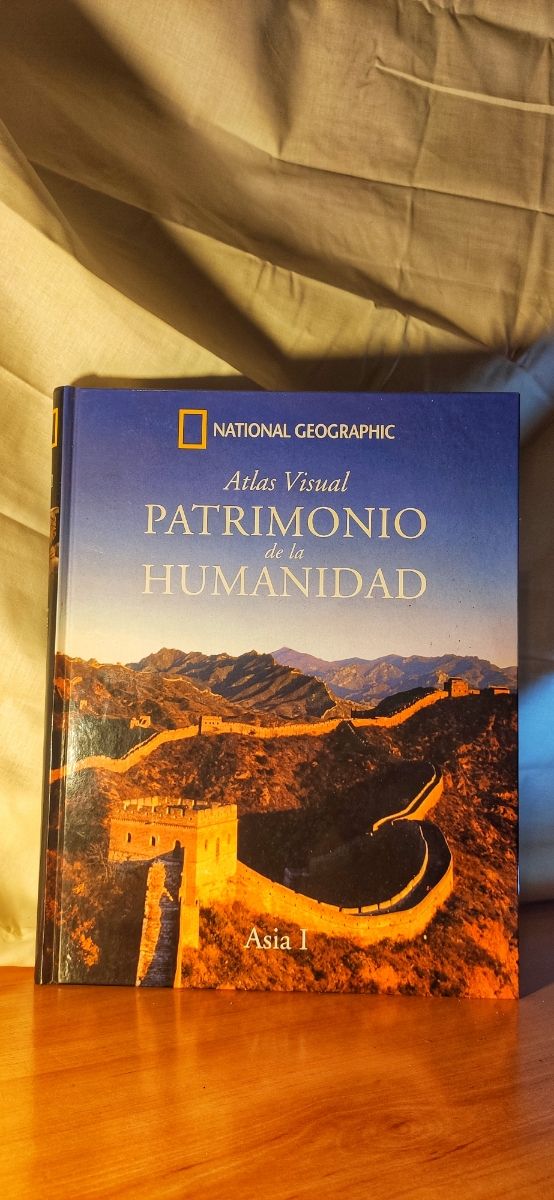 NATIONAL GEOGRAPHIC
Atlas Visual
PATRIMONIO
de la
HUMANIDAD
Asia I